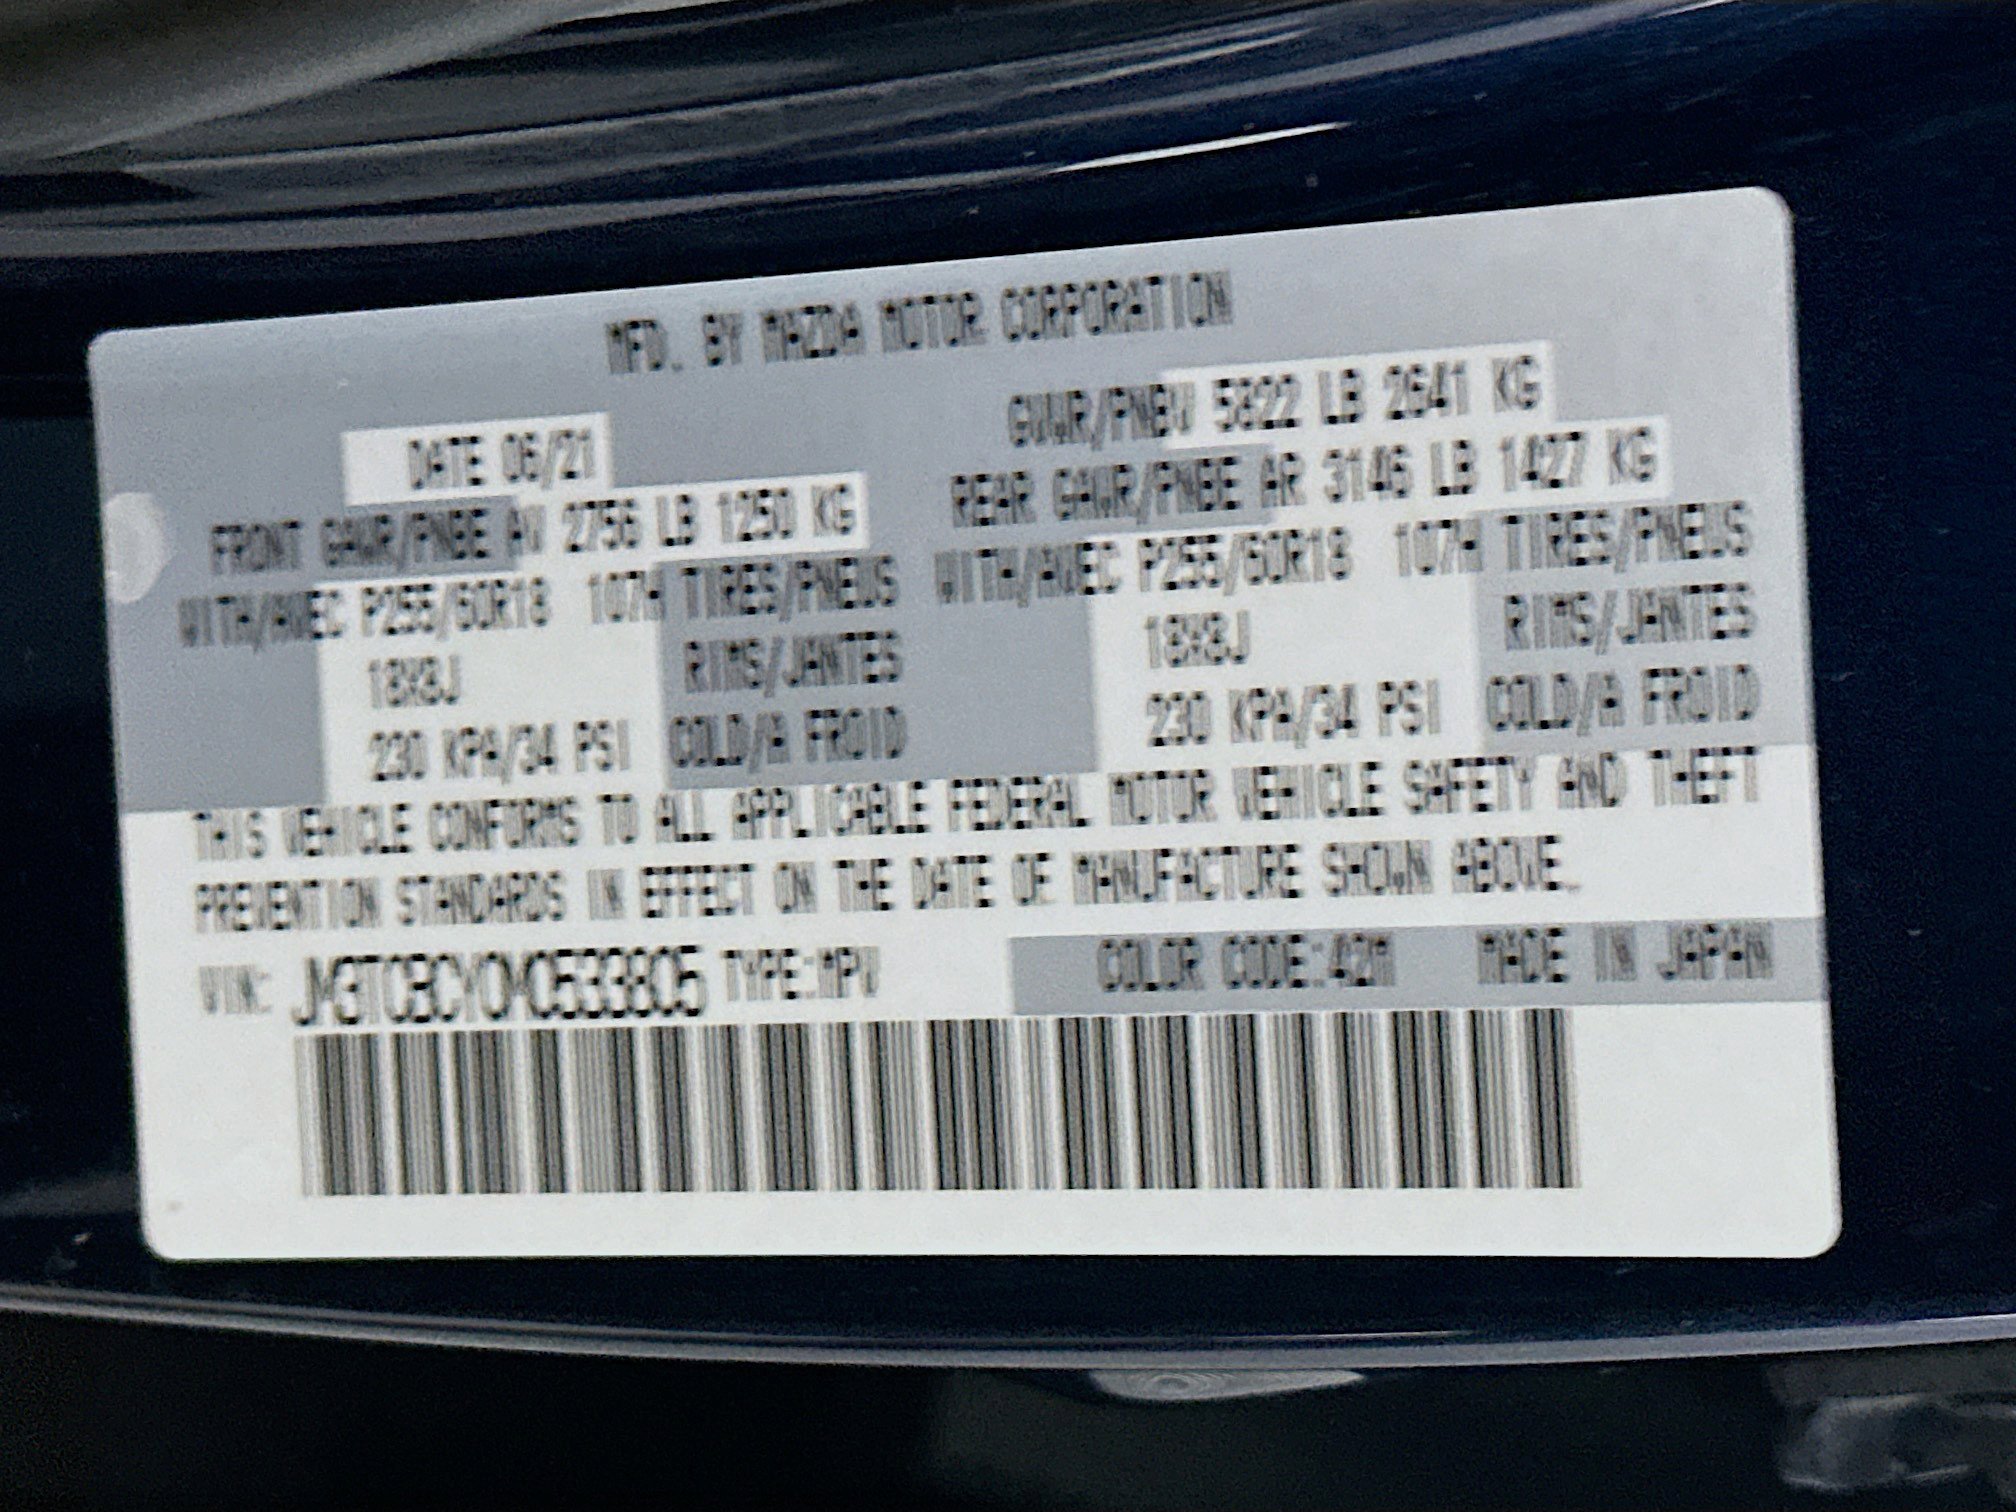 MFD. BY MAZDA MOTOR CORPORATION
DATE 06/21 GVWR/PNBV 5822 LB 2641 KG
FRONT GAWR/PNBE AV 2756 LB 1250 KG REAR GAWR/PNBE AR 3146 LB 1427 KG
WITH/AVEC P255/60R18 107H TIRES/PNEUS WITH/AVEC P255/60R18 107H TIRES/PNEUS
18X8J RIMS/JANTES 18X8J RIMS/JANTES
230 KPA/34 PSI COLD/A FROID 230 KPA/34 PSI COLD/A FROID
THIS VEHICLE CONFORMS TO ALL APPLICABLE FEDERAL MOTOR VEHICLE SAFETY AND THEFT
PREVENTION STANDARDS IN EFFECT ON THE DATE OF MANUFACTURE SHOWN ABOVE.
VIN: JM3TCBCY0M0533805 TYPE:MPV COLOR CODE:42M MADE IN JAPAN